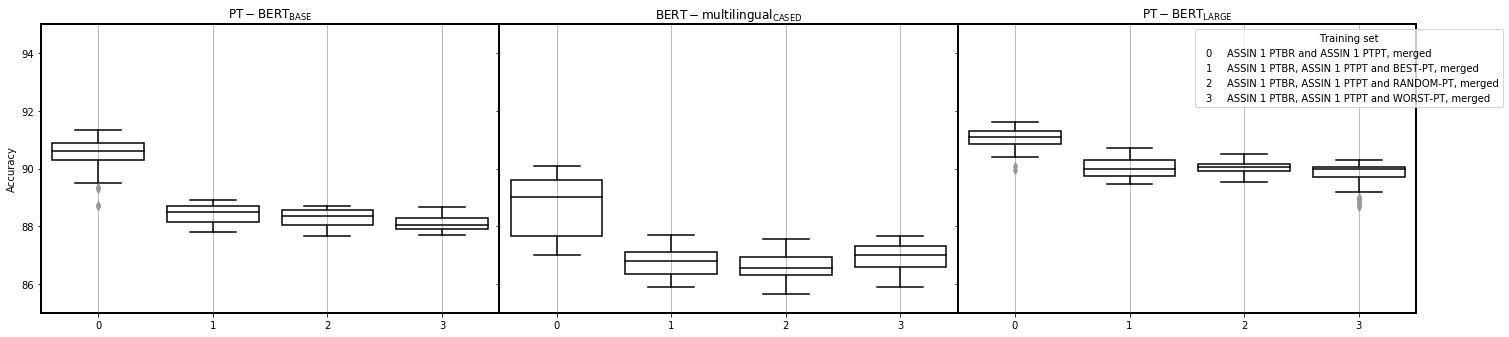 PT − BERT_BASE
BERT − multilingual_CASED
PT − BERT_LARGE
Training set
0 ASSIN 1 PTBR and ASSIN 1 PTPT, merged
1 ASSIN 1 PTBR, ASSIN 1 PTPT and BEST-PT, merged
2 ASSIN 1 PTBR, ASSIN 1 PTPT and RANDOM-PT, merged
3 ASSIN 1 PTBR, ASSIN 1 PTPT and WORST-PT, merged
Accuracy
94
92
90
88
86
0 1 2 3
0 1 2 3
0 1 2 3